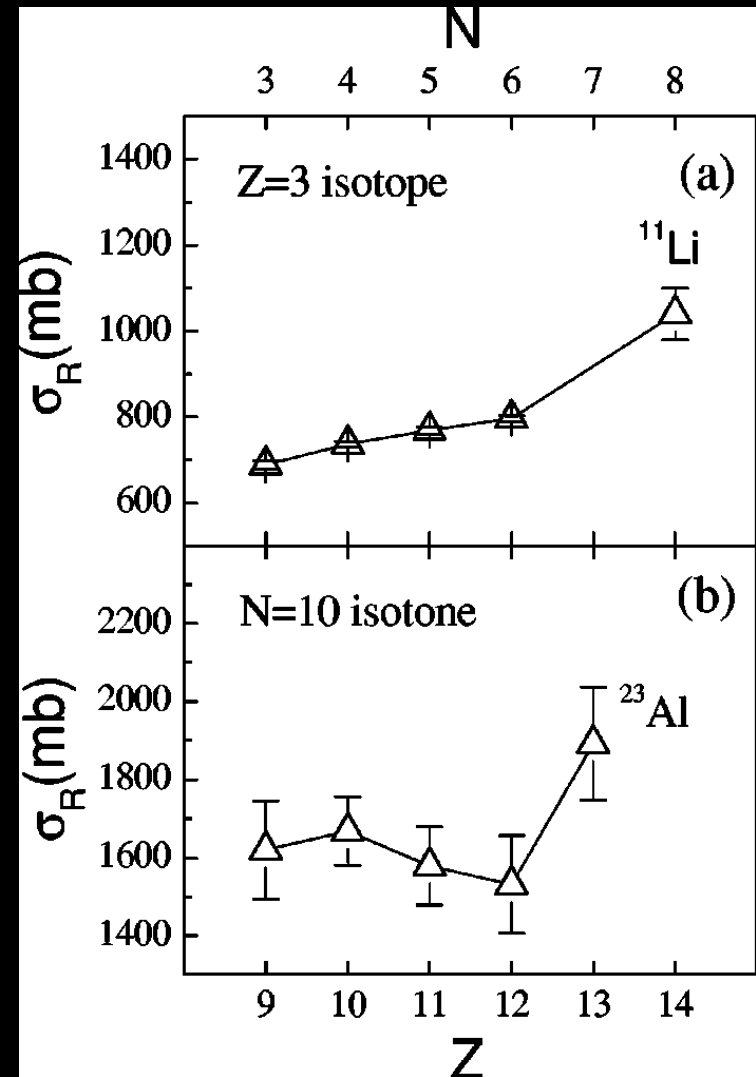 N
3 4 5 6 7 8
1400
Z=3 isotope
(a)
1200
¹¹Li
1000
σR(mb)
800
600
N=10 isotone
(b)
2200
2000
²³Al
σR(mb)
1800
1600
1400
9 10 11 12 13 14
Z